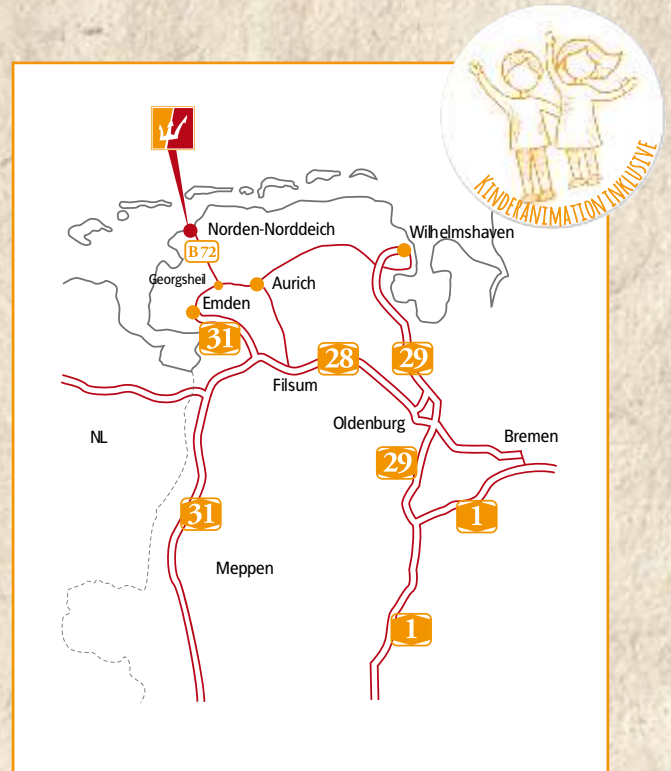 KINDERANIMATION INKLUSIVE
Norden-Norddeich
Wilhelmshaven
B 72
Georgsheil
Aurich
Emden
31
28
29
Filsum
Oldenburg
NL
Bremen
29
31
1
Meppen
1